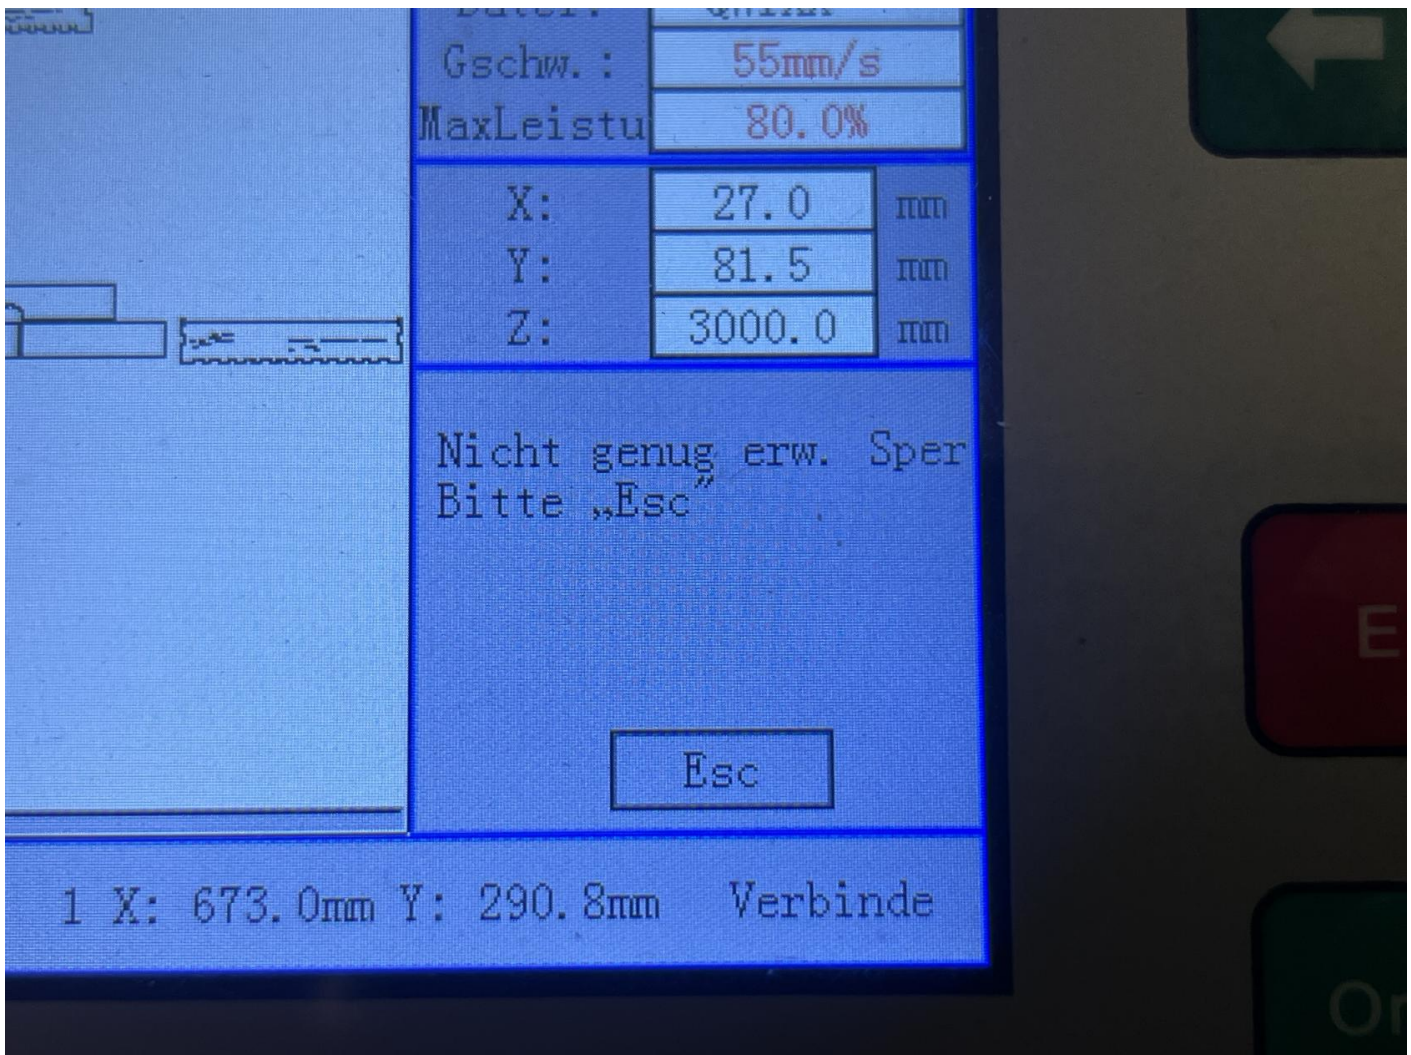 Gschw.: 55mm/s
MaxLeistu 80.0%
X: 27.0 mm
Y: 81.5 mm
Z: 3000.0 mm
Nicht genug erw. Sper
Bitte „Esc”
Esc
1 X: 673.0mm Y: 290.8mm Verbinde